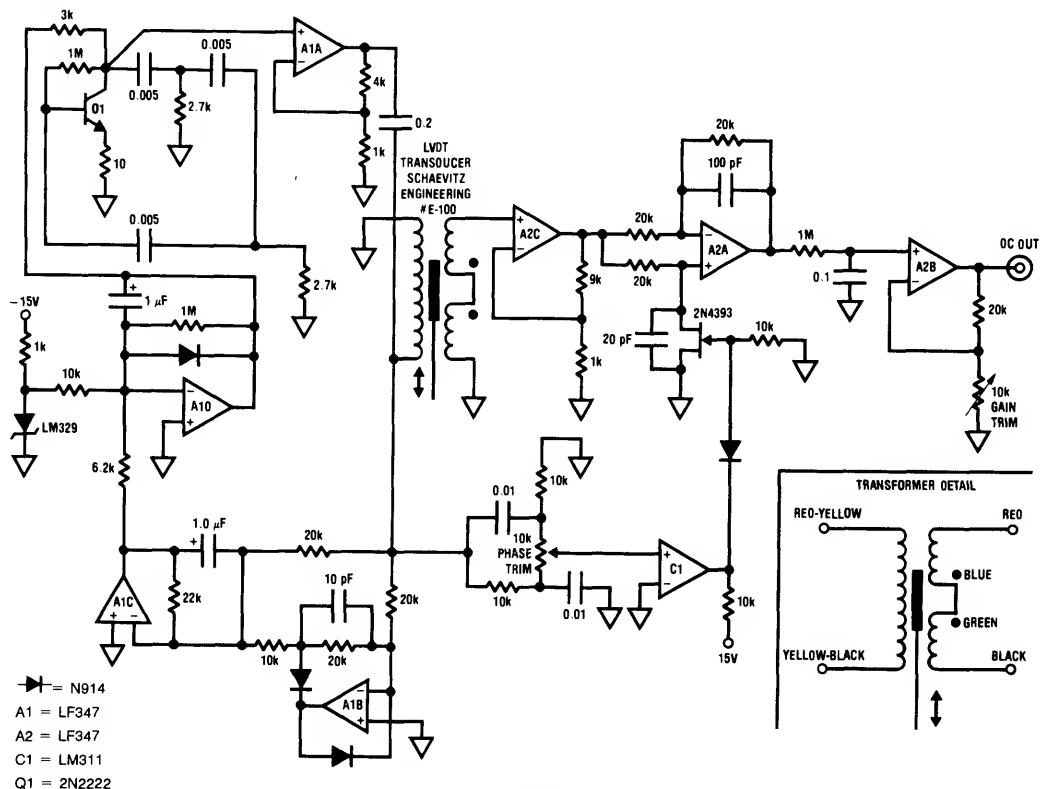 3k
1M
0.005
0.005
2.7k
Q1
10
0.005
2.7k
+
A1A
−
4k
1k
0.2
LVDT
TRANSOUCER
SCHAEVITZ
ENGINEERING
#E-100
+
A2C
−
9k
1k
20k
20k
20k
100 pF
−
A2A
+
20 pF
2N4393
10k
1M
0.1
+
A2B
−
OC OUT
20k
10k
GAIN
TRIM
−15V
1k
LM329
10k
+
1 µF
1M
−
A1O
+
6.2k
A1C
+ −
22k
+
1.0 µF
20k
10k
10 pF
20k
20k
A1B
−
+
0.01
10k
10k
PHASE
TRIM
10k
0.01
+
C1
−
10k
15V
TRANSFORMER DETAIL
RED-YELLOW
RED
BLUE
GREEN
YELLOW-BLACK
BLACK
= N914
A1 = LF347
A2 = LF347
C1 = LM311
Q1 = 2N2222